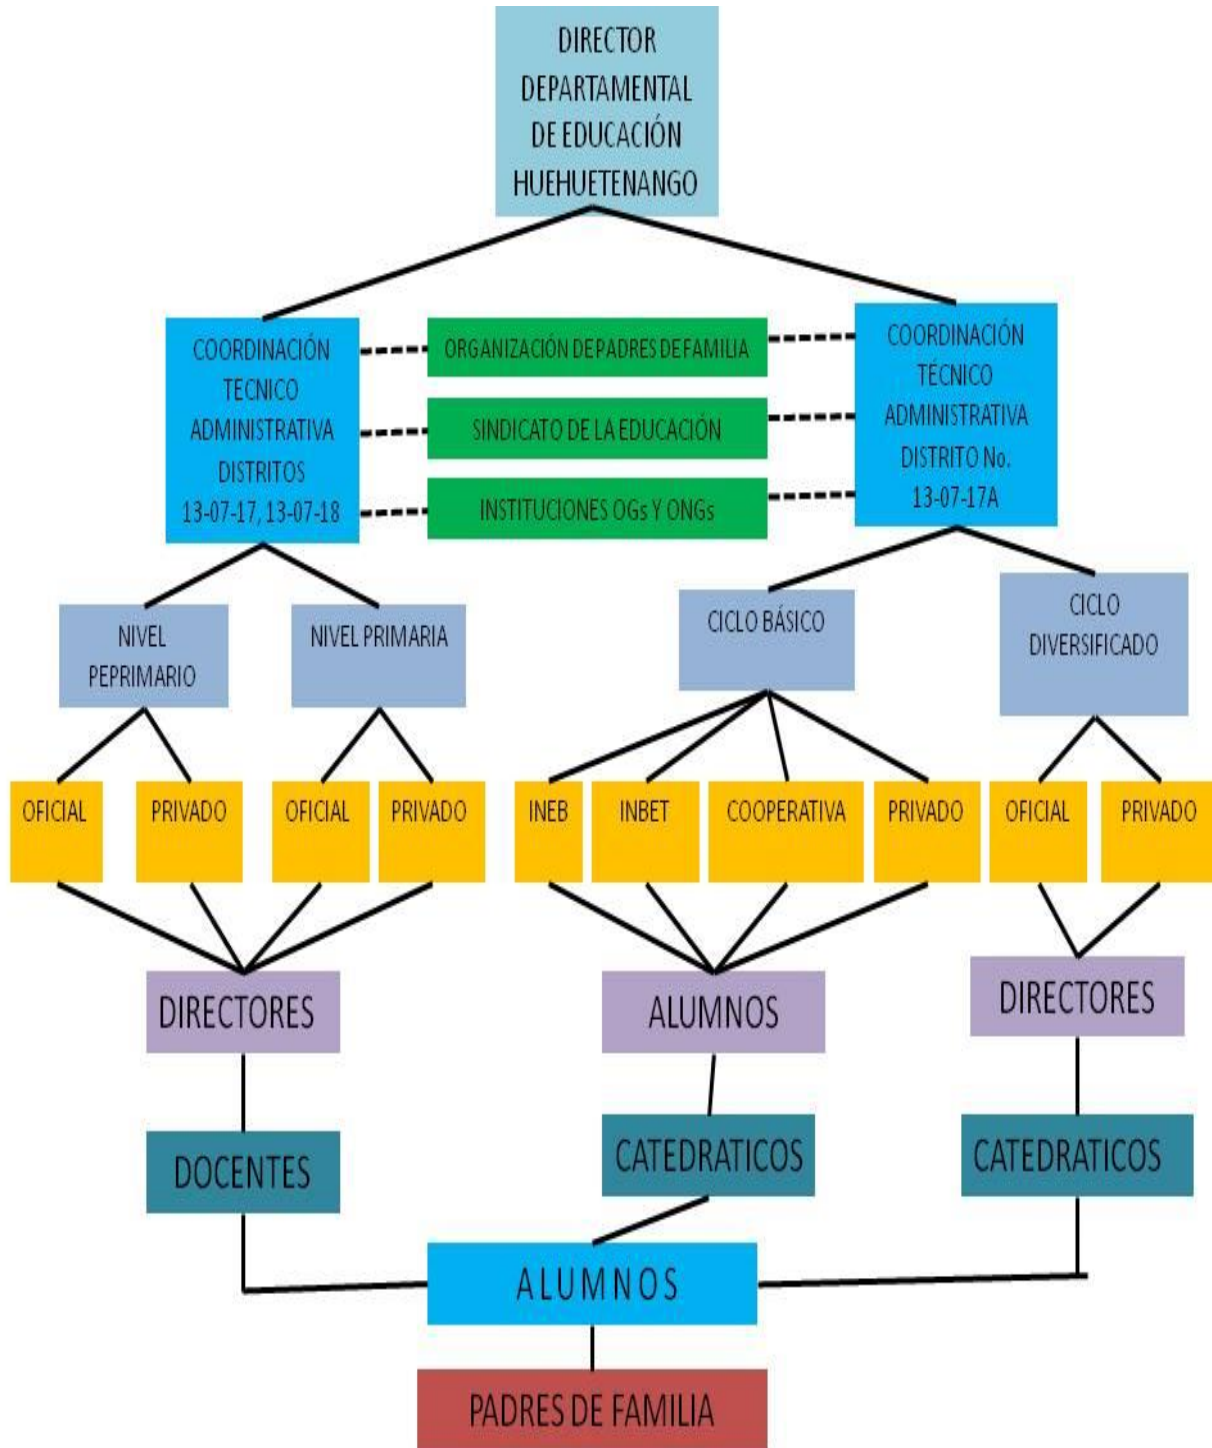 DIRECTOR
DEPARTAMENTAL
DE EDUCACIÓN
HUEHUETENANGO
COORDINACIÓN
TECNICO
ADMINISTRATIVA
DISTRITOS
13-07-17, 13-07-18
ORGANIZACIÓN DE PADRES DE FAMILIA
SINDICATO DE LA EDUCACIÓN
INSTITUCIONES OGs Y ONGs
COORDINACIÓN
TÉCNICO
ADMINISTRATIVA
DISTRITO No.
13-07-17A
NIVEL
PEPRIMARIO
NIVEL PRIMARIA
CICLO BÁSICO
CICLO
DIVERSIFICADO
OFICIAL
PRIVADO
OFICIAL
PRIVADO
INEB
INBET
COOPERATIVA
PRIVADO
OFICIAL
PRIVADO
DIRECTORES
ALUMNOS
DIRECTORES
DOCENTES
CATEDRATICOS
CATEDRATICOS
ALUMNOS
PADRES DE FAMILIA